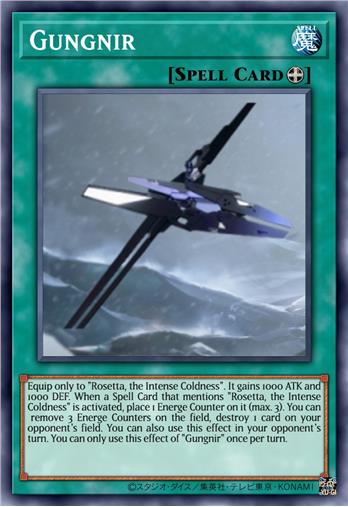 Gungnir
SPELL
魔
[Spell Card]
Equip only to "Rosetta, the Intense Coldness". It gains 1000 ATK and
1000 DEF. When a Spell Card that mentions "Rosetta, the Intense
Coldness" is activated, place 1 Energe Counter on it (max. 3). You can
remove 3 Energe Counters on the field, destroy 1 card on your
opponent's field. You can also use this effect in your opponent's
turn. You can only use this effect of "Gungnir" once per turn.
©スタジオ・ダイス／集英社・テレビ東京・KONAMI